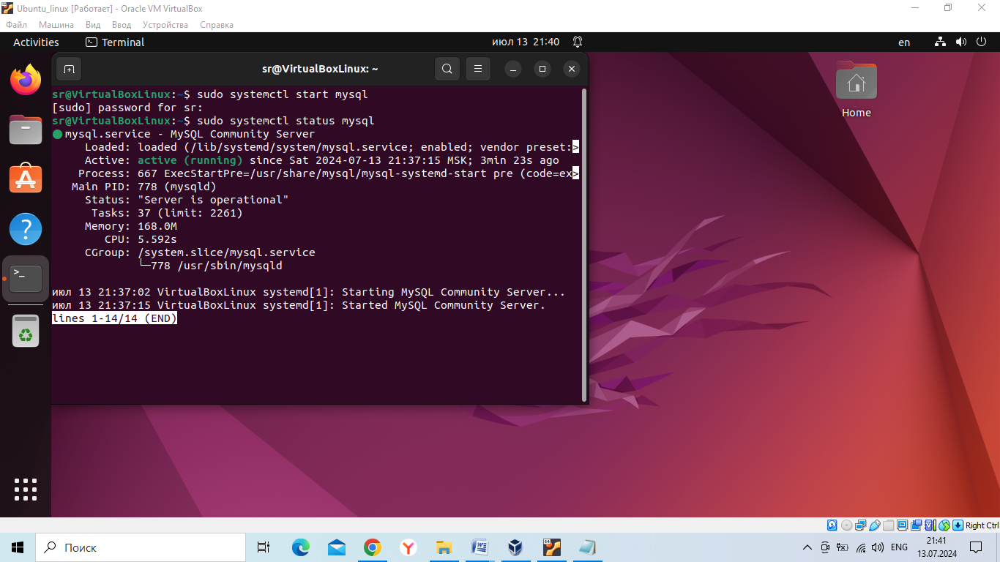 Ubuntu_linux [Работает] - Oracle VM VirtualBox
Файл Машина Вид Ввод Устройства Справка
Activities Terminal июл 13 21:40 en
sr@VirtualBoxLinux: ~
sr@VirtualBoxLinux:~$ sudo systemctl start mysql
[sudo] password for sr:
sr@VirtualBoxLinux:~$ sudo systemctl status mysql
mysql.service - MySQL Community Server
Loaded: loaded (/lib/systemd/system/mysql.service; enabled; vendor preset:>
Active: active (running) since Sat 2024-07-13 21:37:15 MSK; 3min 23s ago
Process: 667 ExecStartPre=/usr/share/mysql/mysql-systemd-start pre (code=ex>
Main PID: 778 (mysqld)
Status: "Server is operational"
Tasks: 37 (limit: 2261)
Memory: 168.0M
CPU: 5.592s
CGroup: /system.slice/mysql.service
└─778 /usr/sbin/mysqld
июл 13 21:37:02 VirtualBoxLinux systemd[1]: Starting MySQL Community Server...
июл 13 21:37:15 VirtualBoxLinux systemd[1]: Started MySQL Community Server.
lines 1-14/14 (END)
Home
Right Ctrl
Поиск
ENG
21:41
13.07.2024